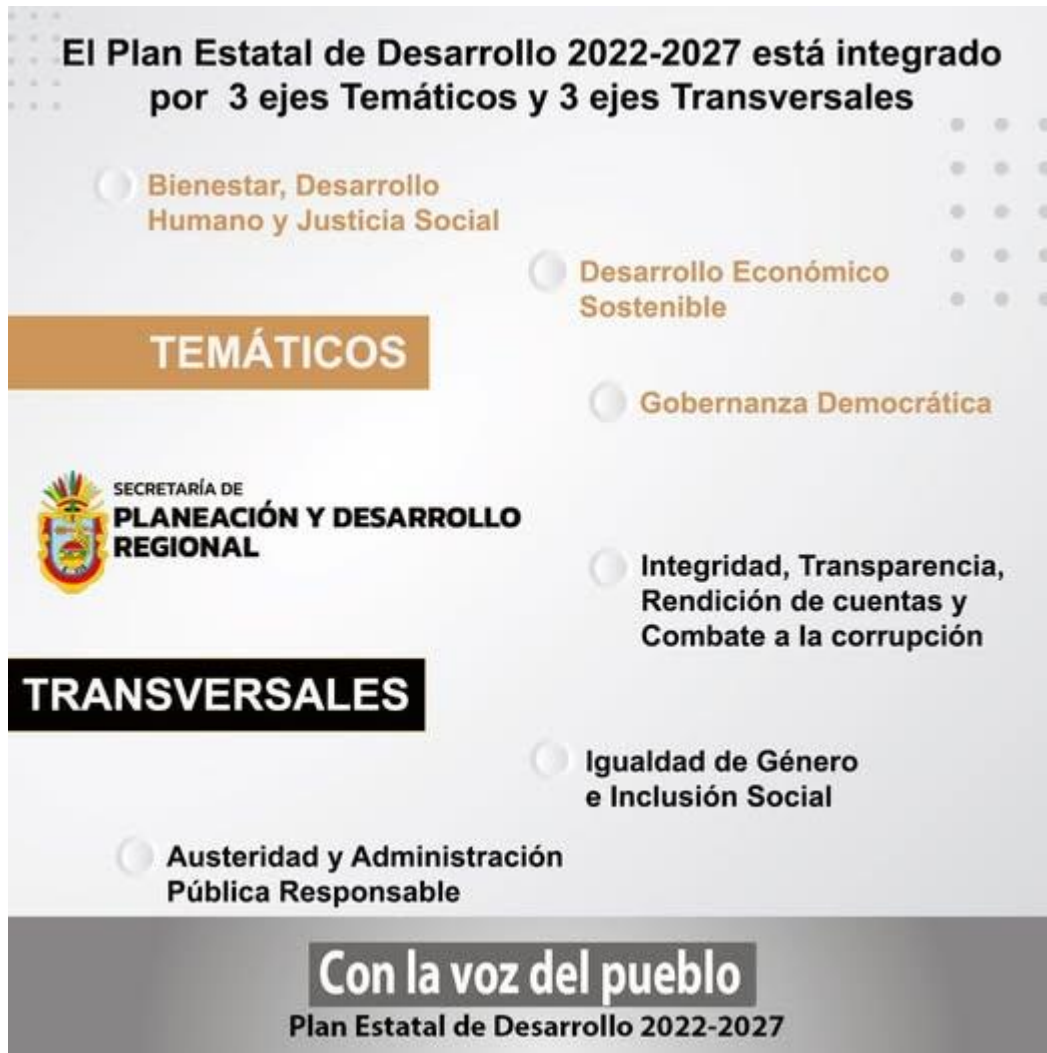 El Plan Estatal de Desarrollo 2022-2027 está integrado
por 3 ejes Temáticos y 3 ejes Transversales
Bienestar, Desarrollo
Humano y Justicia Social
Desarrollo Económico
Sostenible
TEMÁTICOS
Gobernanza Democrática
SECRETARÍA DE
PLANEACIÓN Y DESARROLLO
REGIONAL
Integridad, Transparencia,
Rendición de cuentas y
Combate a la corrupción
TRANSVERSALES
Igualdad de Género
e Inclusión Social
Austeridad y Administración
Pública Responsable
Con la voz del pueblo
Plan Estatal de Desarrollo 2022-2027